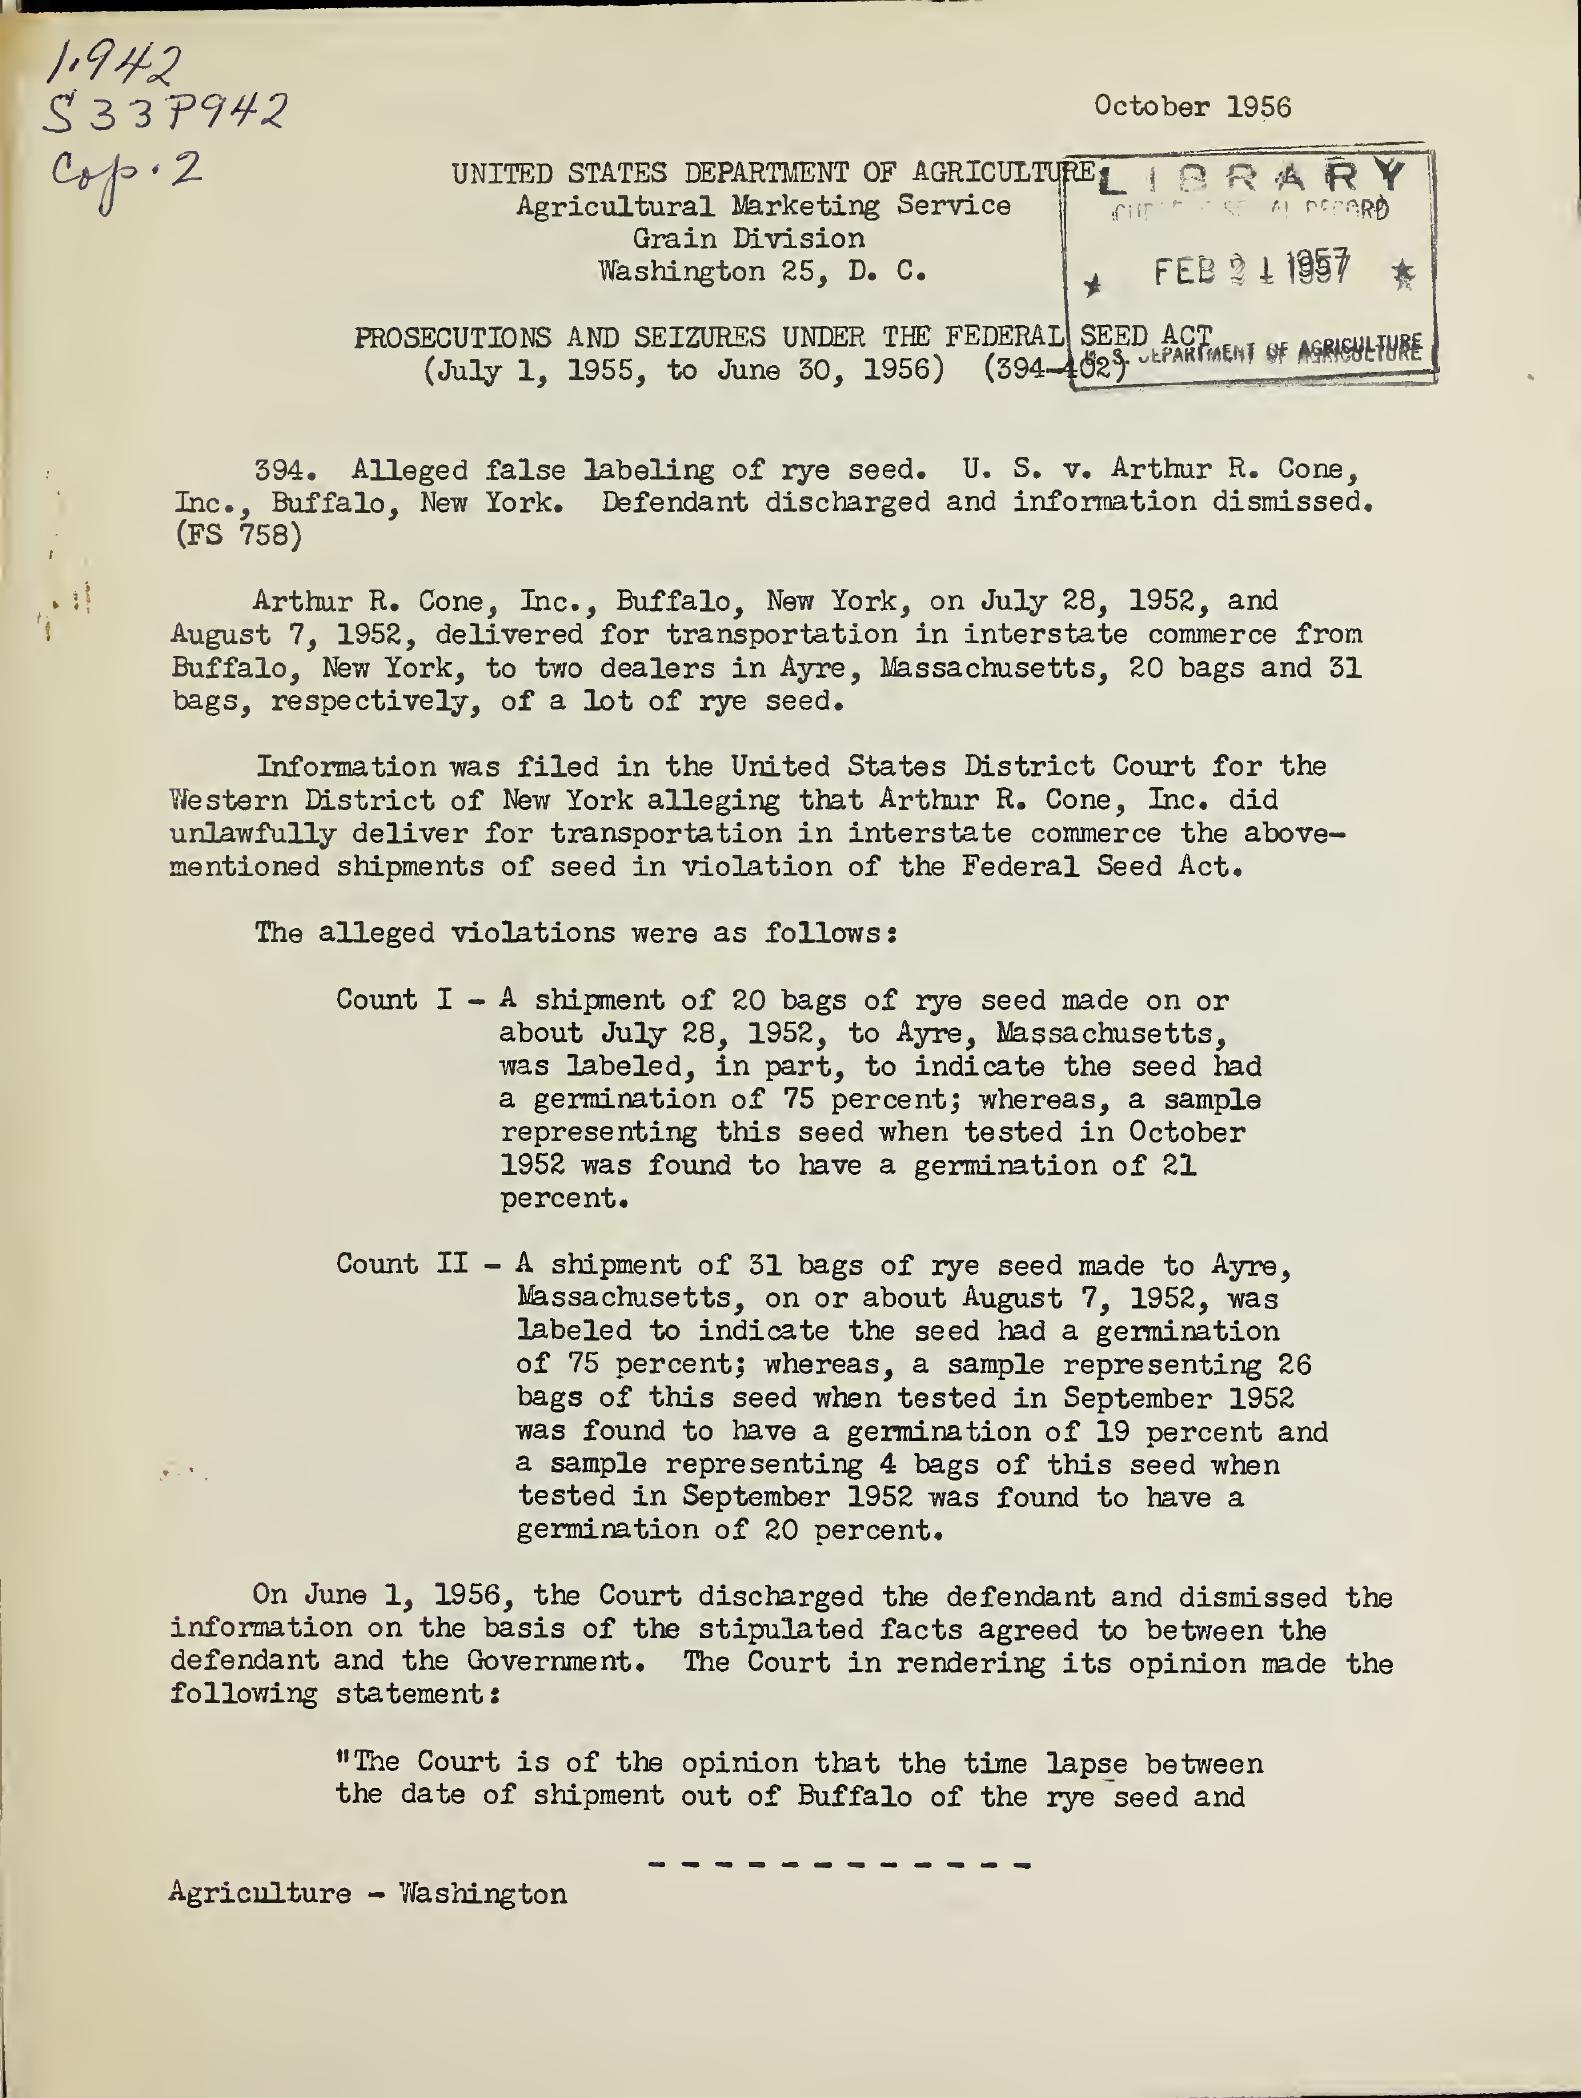 1.942
S33P942
Cop. 2
October 1956
UNITED STATES DEPARTMENT OF AGRICULTURE
Agricultural Marketing Service
Grain Division
Washington 25, D. C.
LIBRARY
FEB 21 1957
U. S. DEPARTMENT OF AGRICULTURE
PROSECUTIONS AND SEIZURES UNDER THE FEDERAL SEED ACT
(July 1, 1955, to June 30, 1956) (394-402)
394. Alleged false labeling of rye seed. U. S. v. Arthur R. Cone,
Inc., Buffalo, New York. Defendant discharged and information dismissed.
(FS 758)
Arthur R. Cone, Inc., Buffalo, New York, on July 28, 1952, and
August 7, 1952, delivered for transportation in interstate commerce from
Buffalo, New York, to two dealers in Ayre, Massachusetts, 20 bags and 31
bags, respectively, of a lot of rye seed.
Information was filed in the United States District Court for the
Western District of New York alleging that Arthur R. Cone, Inc. did
unlawfully deliver for transportation in interstate commerce the above-
mentioned shipments of seed in violation of the Federal Seed Act.
The alleged violations were as follows:
Count I - A shipment of 20 bags of rye seed made on or
about July 28, 1952, to Ayre, Massachusetts,
was labeled, in part, to indicate the seed had
a germination of 75 percent; whereas, a sample
representing this seed when tested in October
1952 was found to have a germination of 21
percent.
Count II - A shipment of 31 bags of rye seed made to Ayre,
Massachusetts, on or about August 7, 1952, was
labeled to indicate the seed had a germination
of 75 percent; whereas, a sample representing 26
bags of this seed when tested in September 1952
was found to have a germination of 19 percent and
a sample representing 4 bags of this seed when
tested in September 1952 was found to have a
germination of 20 percent.
On June 1, 1956, the Court discharged the defendant and dismissed the
information on the basis of the stipulated facts agreed to between the
defendant and the Government. The Court in rendering its opinion made the
following statement:
"The Court is of the opinion that the time lapse between
the date of shipment out of Buffalo of the rye seed and
- - - - - - - - - - - -
Agriculture - Washington